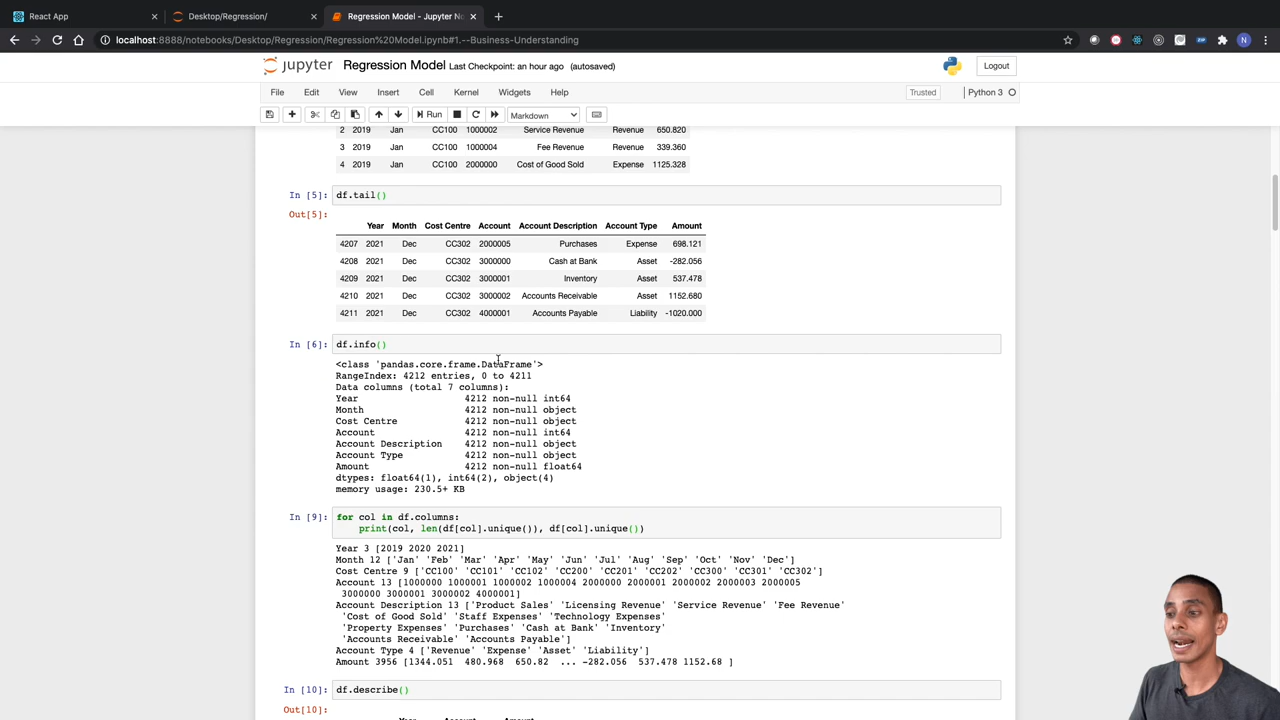 React App
Desktop/Regression/
Regression Model - Jupyter No
localhost:8888/notebooks/Desktop/Regression/Regression%20Model.ipynb#1.--Business-Understanding
N
jupyter Regression Model Last Checkpoint: an hour ago (autosaved)
Logout
File Edit View Insert Cell Kernel Widgets Help
Trusted
Python 3
Run
Markdown
2 2019 Jan CC100 1000002 Service Revenue Revenue 650.820
3 2019 Jan CC100 1000004 Fee Revenue Revenue 339.360
4 2019 Jan CC100 2000000 Cost of Good Sold Expense 1125.328
In [5]: df.tail()
Out[5]:
Year Month Cost Centre Account Account Description Account Type Amount
4207 2021 Dec CC302 2000005 Purchases Expense 698.121
4208 2021 Dec CC302 3000000 Cash at Bank Asset -282.056
4209 2021 Dec CC302 3000001 Inventory Asset 537.478
4210 2021 Dec CC302 3000002 Accounts Receivable Asset 1152.680
4211 2021 Dec CC302 4000001 Accounts Payable Liability -1020.000
In [6]: df.info()
<class 'pandas.core.frame.DataFrame'>
RangeIndex: 4212 entries, 0 to 4211
Data columns (total 7 columns):
Year 4212 non-null int64
Month 4212 non-null object
Cost Centre 4212 non-null object
Account 4212 non-null int64
Account Description 4212 non-null object
Account Type 4212 non-null object
Amount 4212 non-null float64
dtypes: float64(1), int64(2), object(4)
memory usage: 230.5+ KB
In [9]: for col in df.columns:
print(col, len(df[col].unique()), df[col].unique())
Year 3 [2019 2020 2021]
Month 12 ['Jan' 'Feb' 'Mar' 'Apr' 'May' 'Jun' 'Jul' 'Aug' 'Sep' 'Oct' 'Nov' 'Dec']
Cost Centre 9 ['CC100' 'CC101' 'CC102' 'CC200' 'CC201' 'CC202' 'CC300' 'CC301' 'CC302']
Account 13 [1000000 1000001 1000002 1000004 2000000 2000001 2000002 2000003 2000005
3000000 3000001 3000002 4000001]
Account Description 13 ['Product Sales' 'Licensing Revenue' 'Service Revenue' 'Fee Revenue'
'Cost of Good Sold' 'Staff Expenses' 'Technology Expenses'
'Property Expenses' 'Purchases' 'Cash at Bank' 'Inventory'
'Accounts Receivable' 'Accounts Payable']
Account Type 4 ['Revenue' 'Expense' 'Asset' 'Liability']
Amount 3956 [1344.051 480.968 650.82 ... -282.056 537.478 1152.68 ]
In [10]: df.describe()
Out[10]: